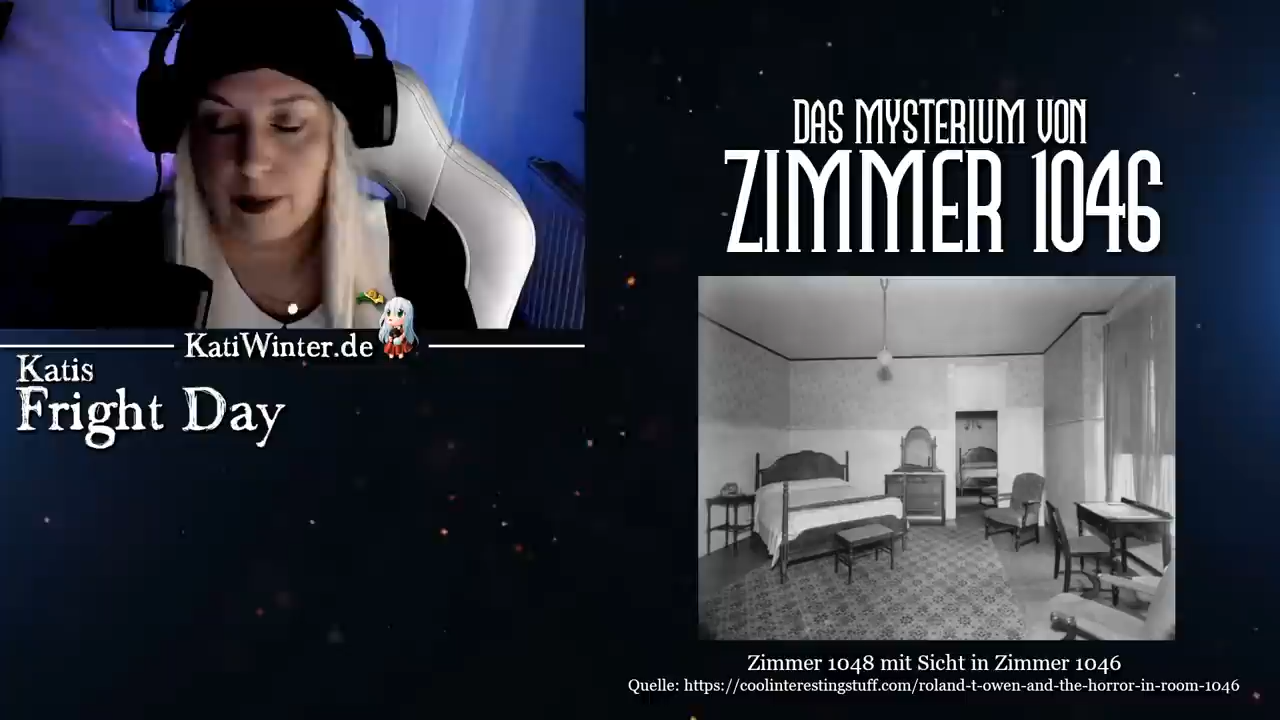 KatiWinter.de
Katis
Fright Day
DAS MYSTERIUM VON
ZIMMER 1046
Zimmer 1048 mit Sicht in Zimmer 1046
Quelle: https://coolinterestingstuff.com/roland-t-owen-and-the-horror-in-room-1046